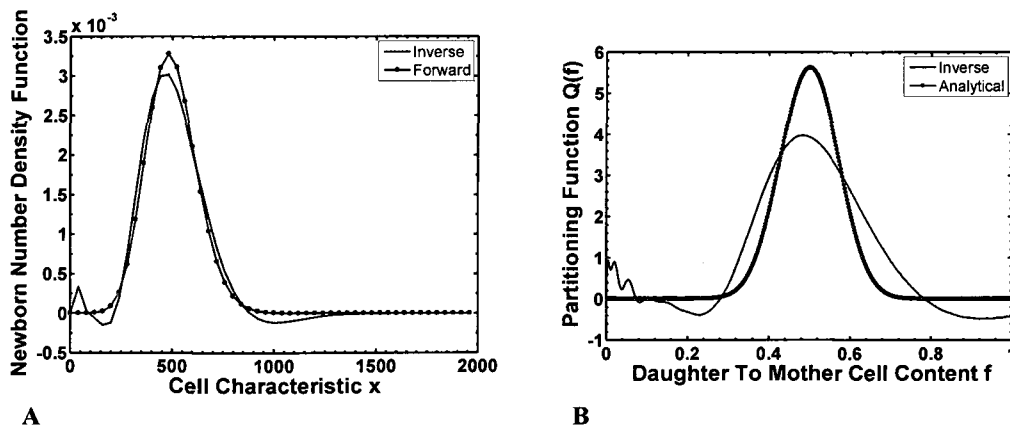 x 10^-3
Newborn Number Density Function
3.5
3
2.5
2
1.5
1
0.5
0
-0.5
0
500
1000
1500
2000
Cell Characteristic x
Inverse
Forward
A
Partitioning Function Q(f)
6
5
4
3
2
1
0
-1
0
0.2
0.4
0.6
0.8
1
Daughter To Mother Cell Content f
Inverse
Analytical
B